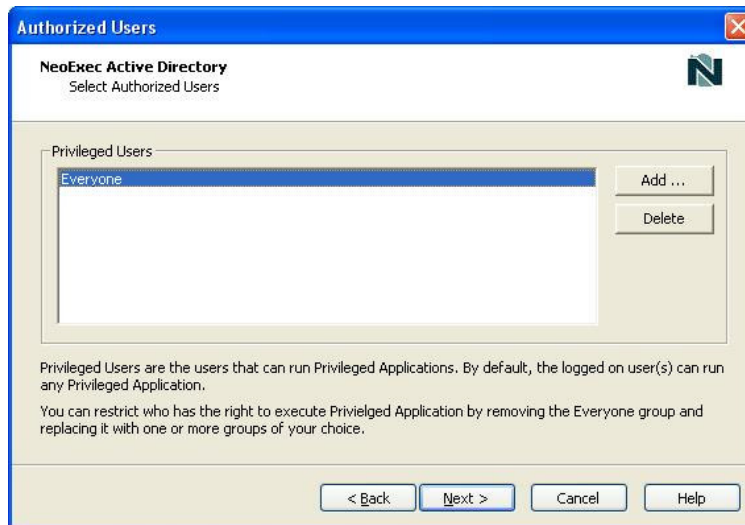 Authorized Users
NeoExec Active Directory
Select Authorized Users
Privileged Users
Everyone
Add ...
Delete
Privileged Users are the users that can run Privileged Applications. By default, the logged on user(s) can run
any Privileged Application.
You can restrict who has the right to execute Privielged Application by removing the Everyone group and
replacing it with one or more groups of your choice.
< Back
Next >
Cancel
Help